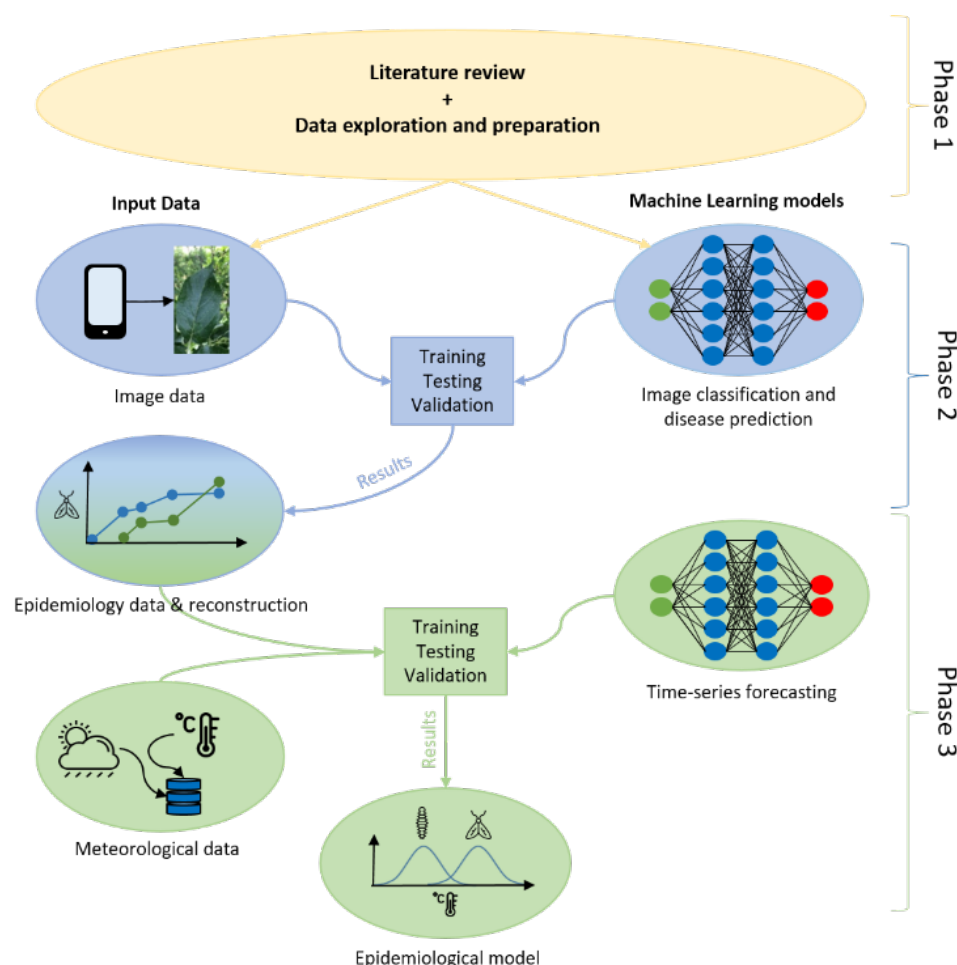 Literature review
+
Data exploration and preparation
Phase 1
Input Data
Machine Learning models
Image data
Training
Testing
Validation
Image classification and
disease prediction
Phase 2
Results
Epidemiology data & reconstruction
Training
Testing
Validation
Time-series forecasting
Phase 3
°C
Results
Meteorological data
°C
Epidemiological model